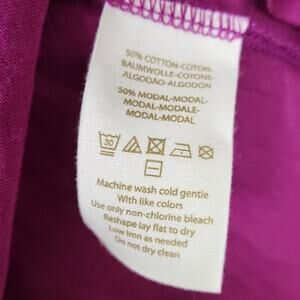 50% COTTON-COTON-
BAUMWOLLE-COTONE-
ALGODÃO-ALGODÓN
50% MODAL-MODAL-
MODAL-MODALE-
MODAL-MODAL
30
Machine wash cold gentle
With like colors
Use only non-chlorine bleach
Reshape lay flat to dry
Low iron as needed
Do not dry clean